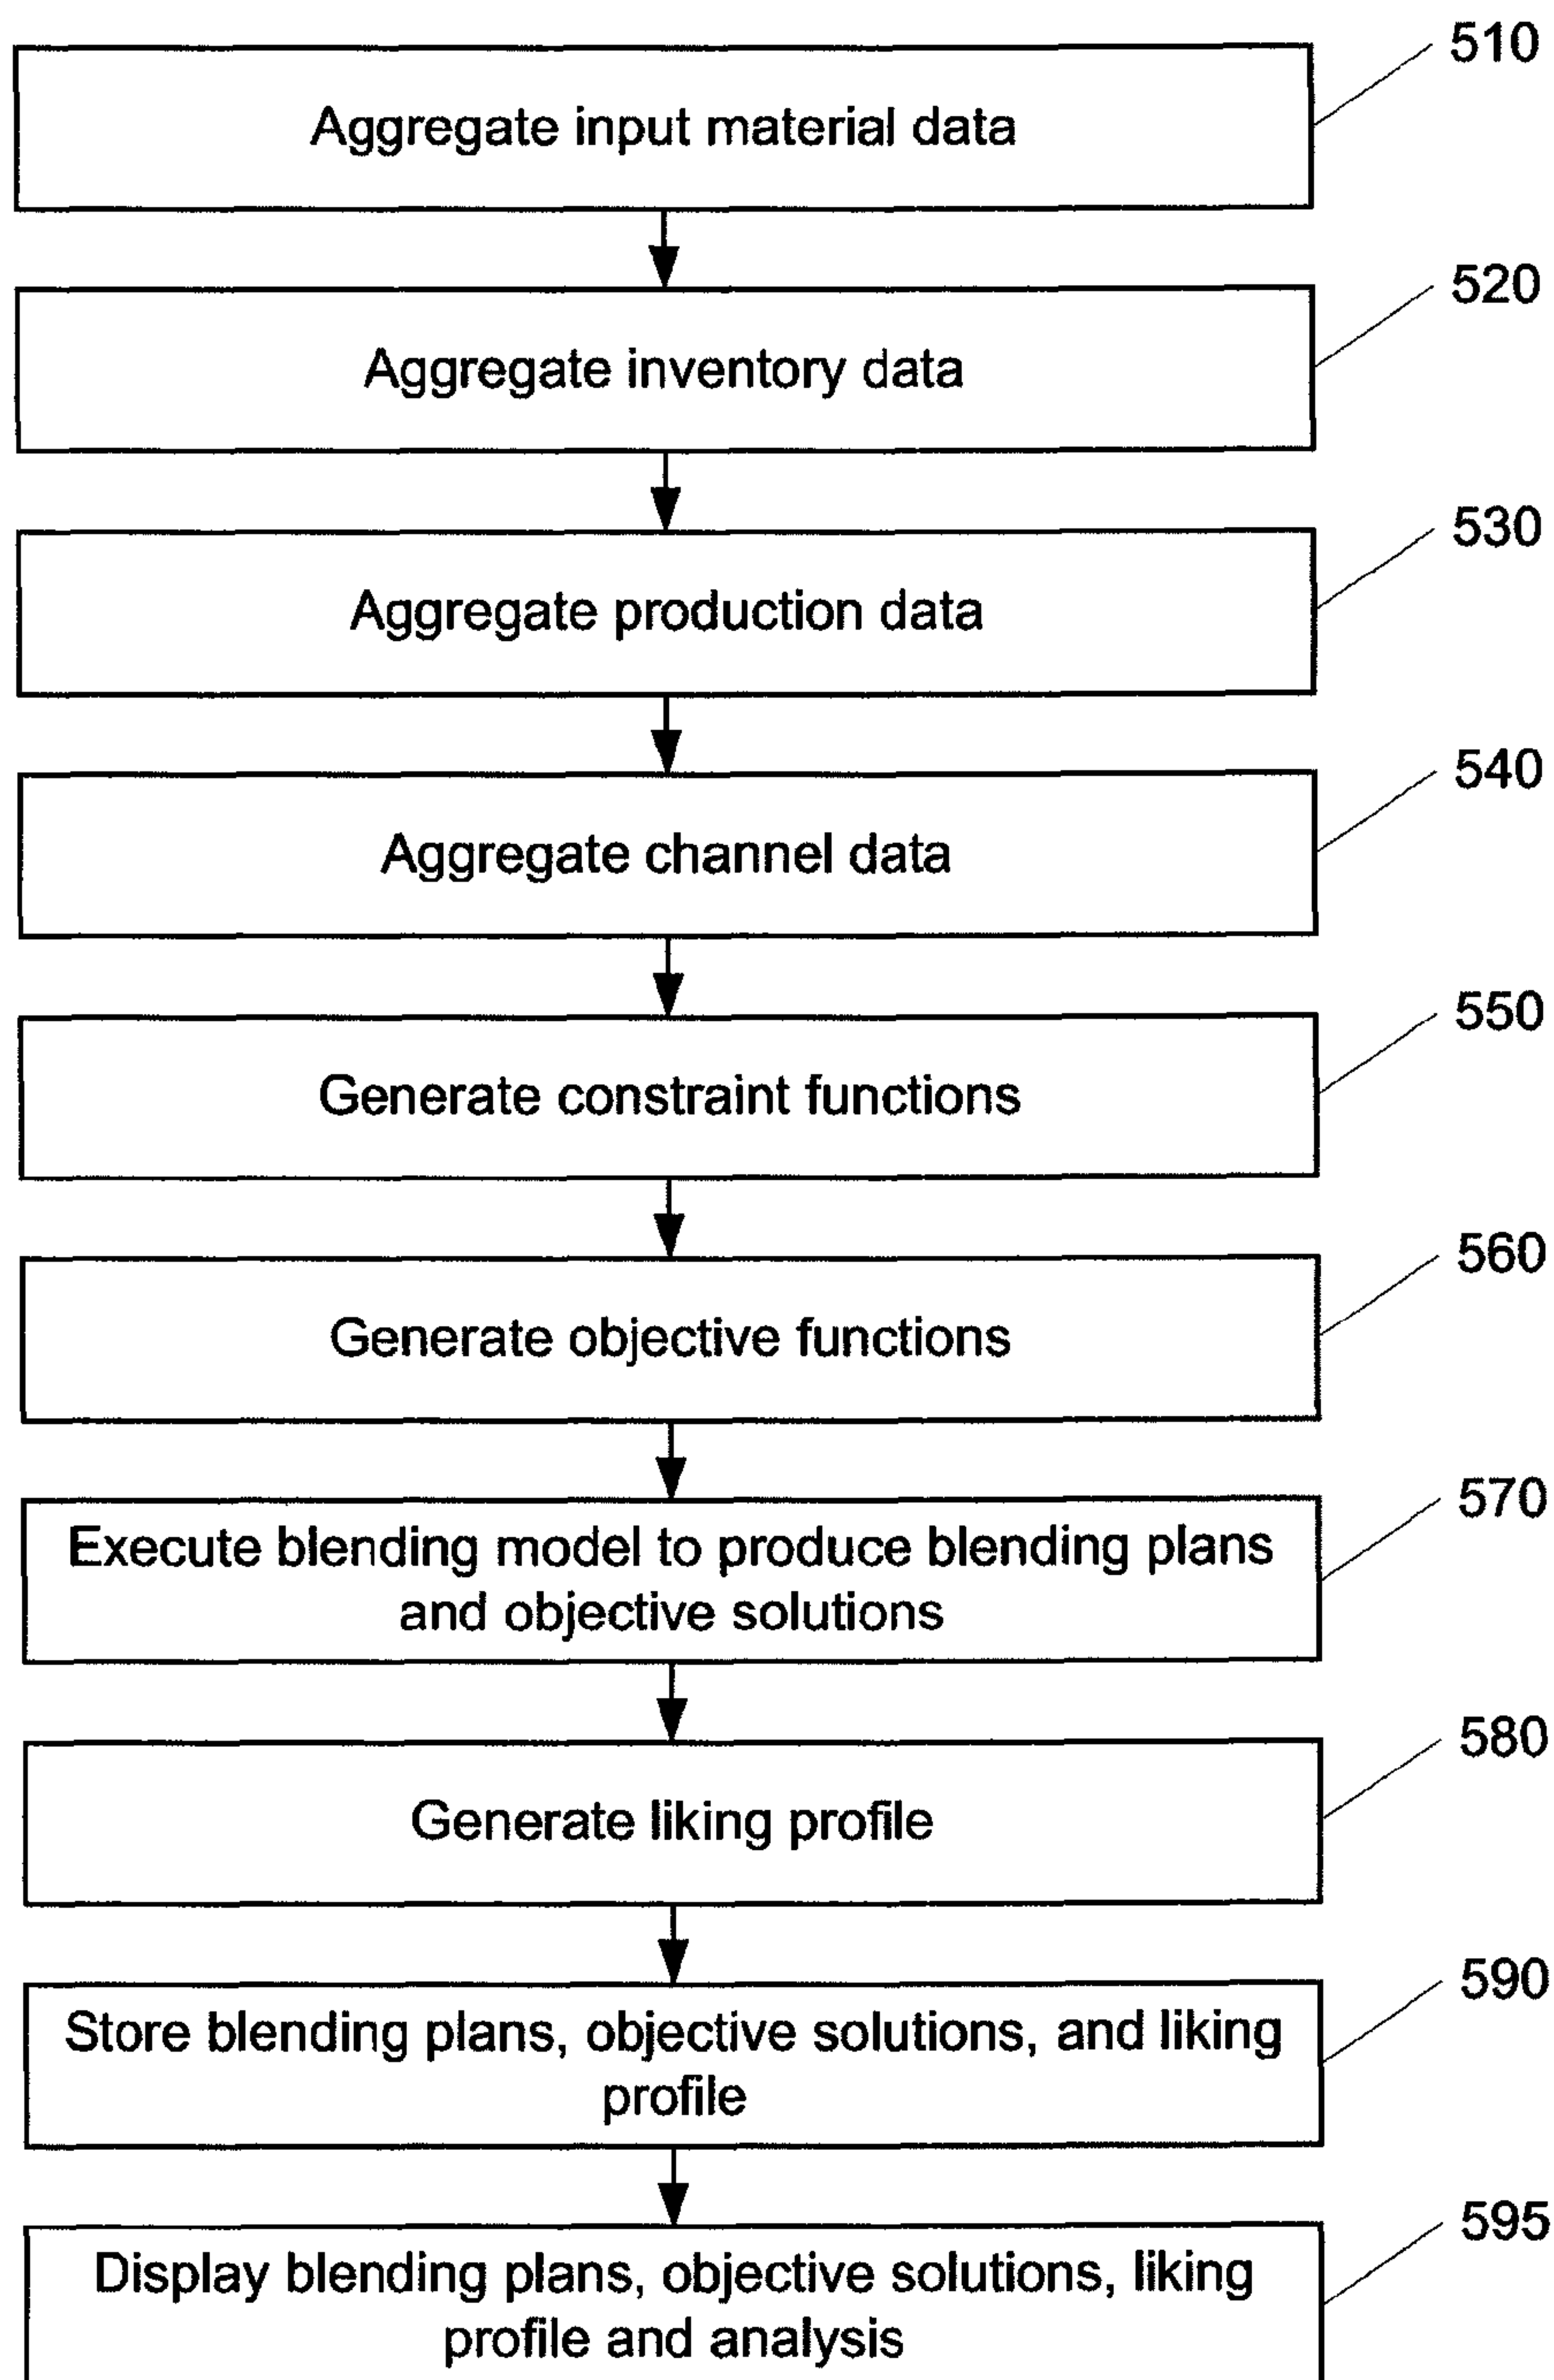 510
Aggregate input material data
520
Aggregate inventory data
530
Aggregate production data
540
Aggregate channel data
550
Generate constraint functions
560
Generate objective functions
570
Execute blending model to produce blending plans
and objective solutions
580
Generate liking profile
590
Store blending plans, objective solutions, and liking
profile
595
Display blending plans, objective solutions, liking
profile and analysis